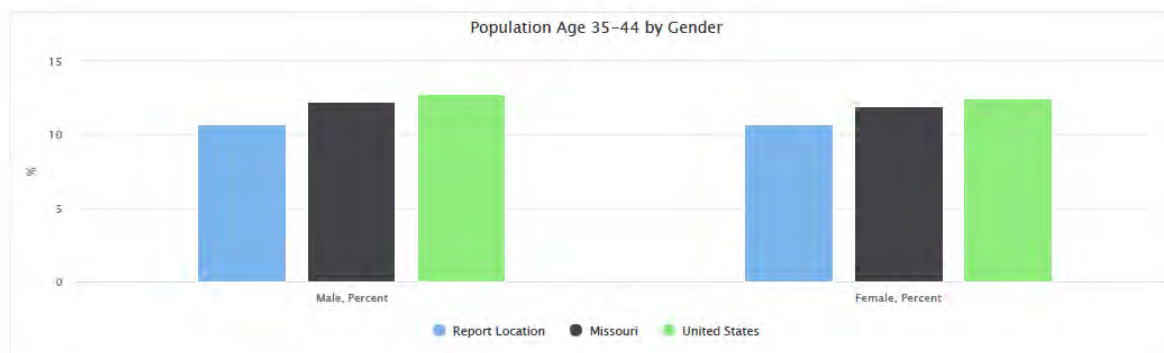 Population Age 35-44 by Gender
15
10
5
0
%
Male, Percent Female, Percent
Report Location Missouri United States